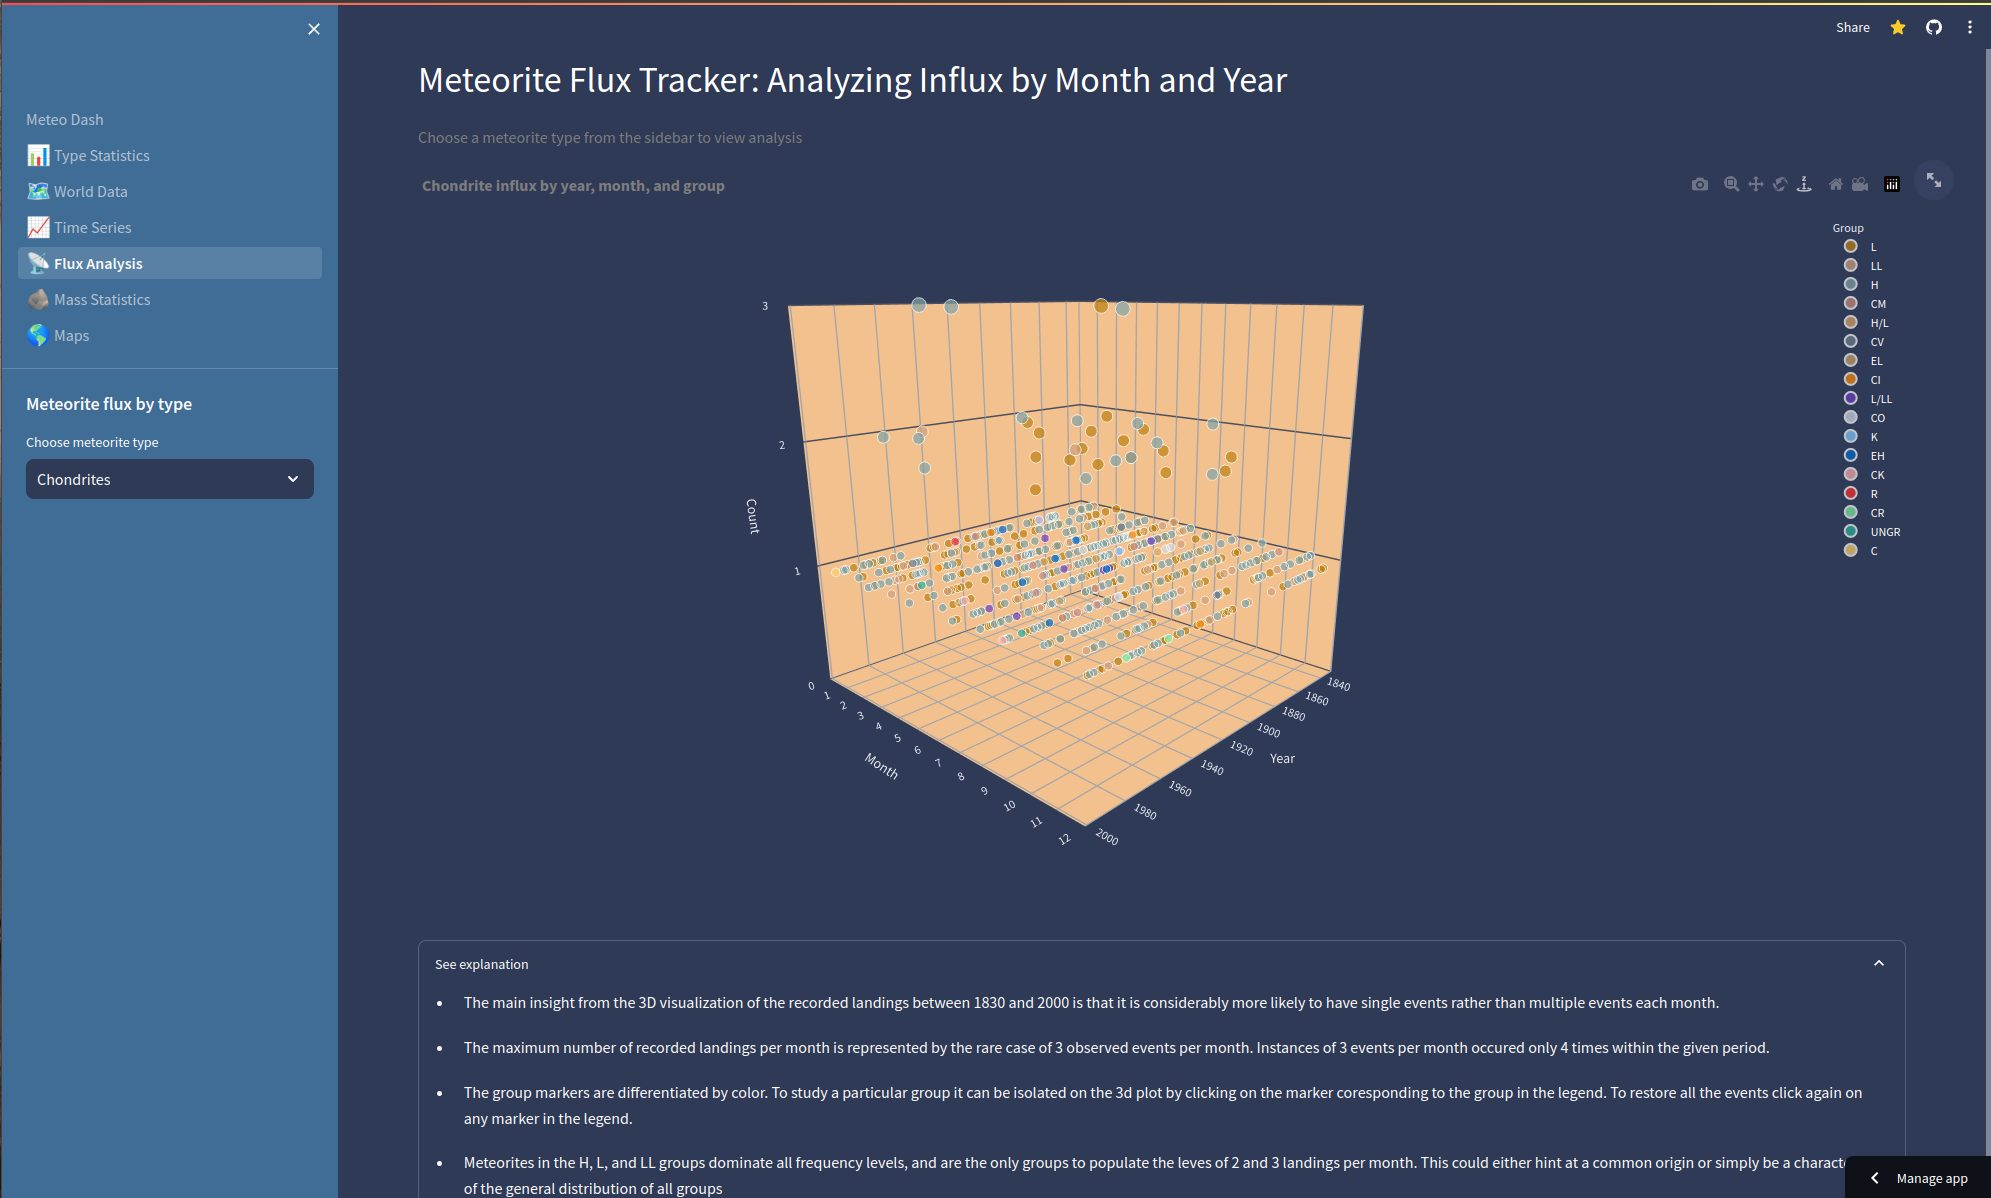 Share
Meteorite Flux Tracker: Analyzing Influx by Month and Year
Choose a meteorite type from the sidebar to view analysis
Meteo Dash
Type Statistics
World Data
Time Series
Flux Analysis
Mass Statistics
Maps
Meteorite flux by type
Choose meteorite type
Chondrites
Chondrite influx by year, month, and group
Group
L
LL
H
CM
H/L
CV
EL
CI
L/LL
CO
K
EH
CK
R
CR
UNGR
C
3
2
1
0
Count
1
2
3
4
5
6
7
8
9
10
11
12
Month
1840
1860
1880
1900
1920
1940
1960
1980
2000
Year
See explanation
The main insight from the 3D visualization of the recorded landings between 1830 and 2000 is that it is considerably more likely to have single events rather than multiple events each month.
The maximum number of recorded landings per month is represented by the rare case of 3 observed events per month. Instances of 3 events per month occured only 4 times within the given period.
The group markers are differentiated by color. To study a particular group it can be isolated on the 3d plot by clicking on the marker coresponding to the group in the legend. To restore all the events click again on
any marker in the legend.
Meteorites in the H, L, and LL groups dominate all frequency levels, and are the only groups to populate the leves of 2 and 3 landings per month. This could either hint at a common origin or simply be a
of the general distribution of all groups
Manage app